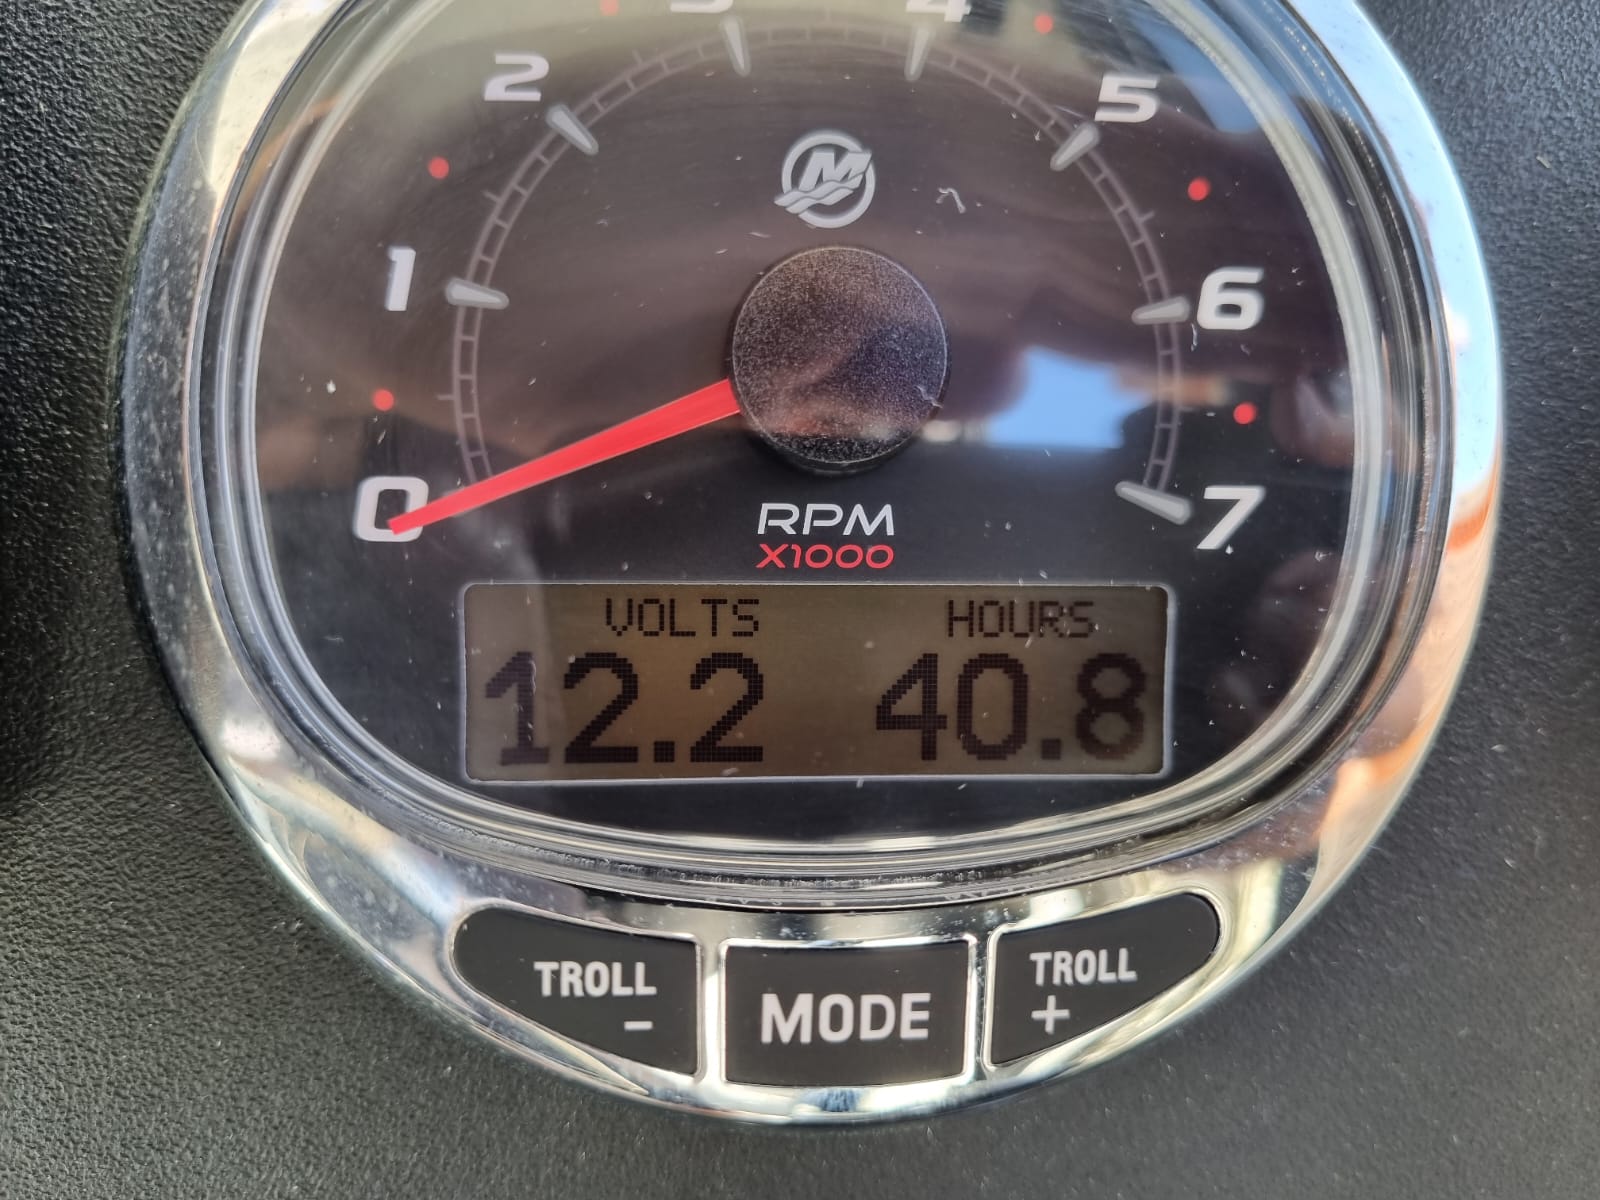 3 4
2 5
1 6
0 7
RPM
X1000
VOLTS HOURS
12.2 40.8
TROLL - MODE TROLL +